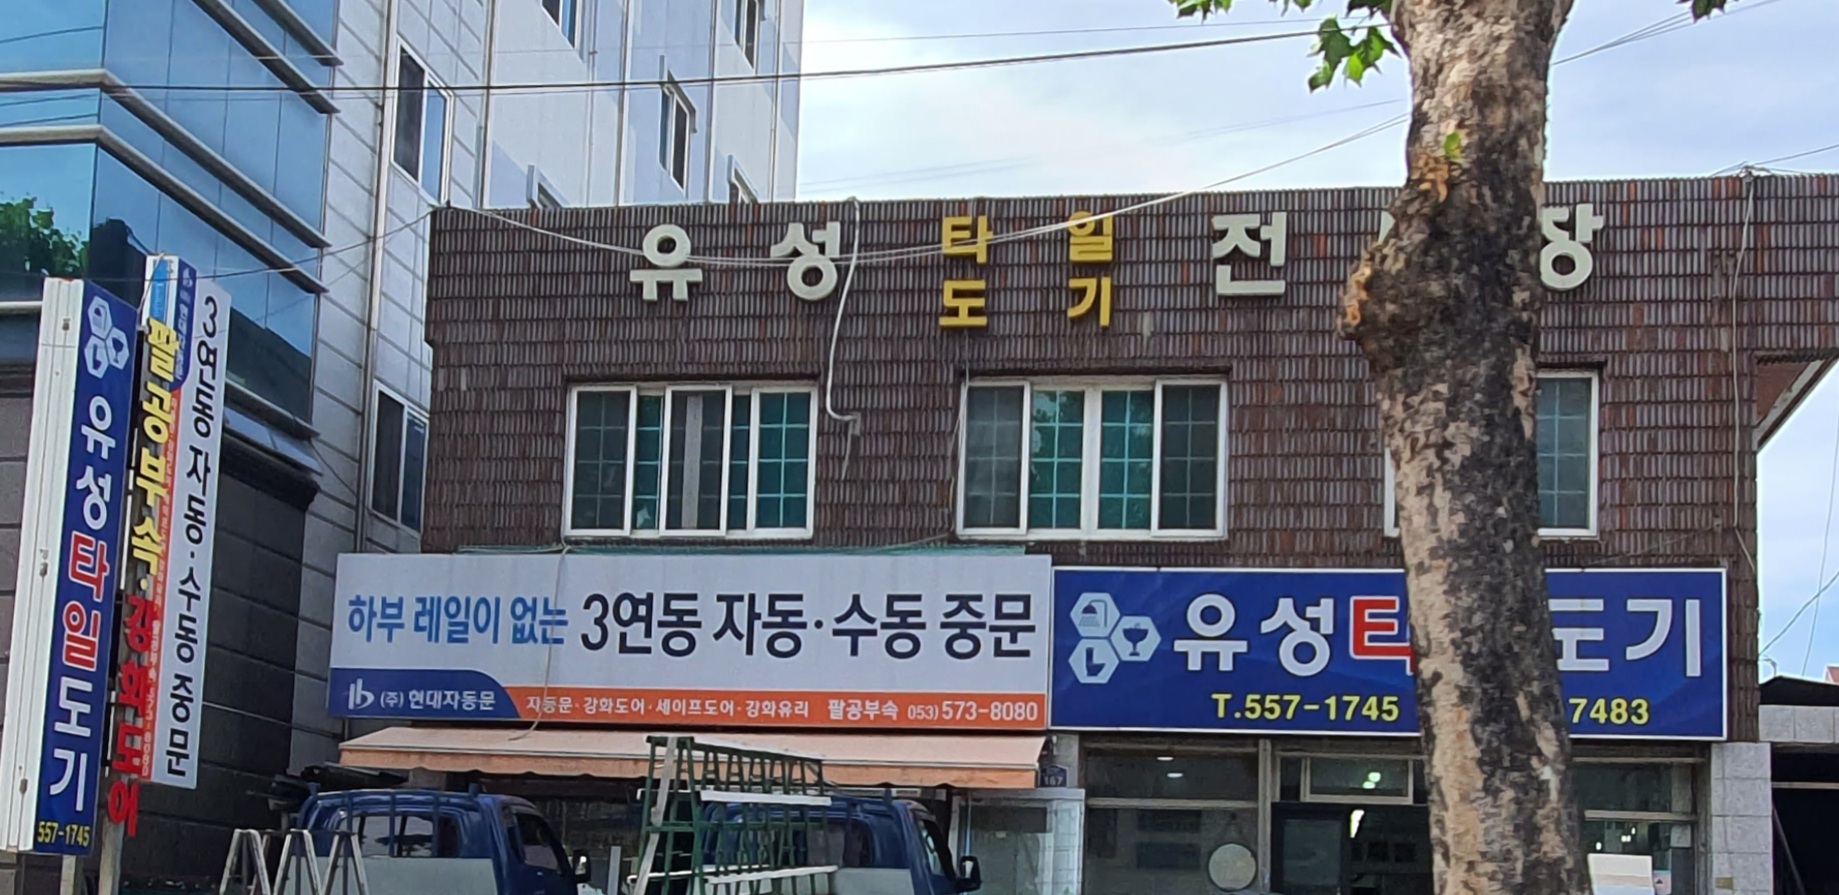 유성 타일 전 장
도기
하부 레일이 없는 3연동 자동·수동 중문
(주) 현대자동문
자동문·강화도어·세이프도어·강화유리 팔공부속 053) 573-8080
유성타 도기
T.557-1745 7483
167
유성타일도기
557-1745
팔공부속·강화도어
3연동 자동·수동 중문